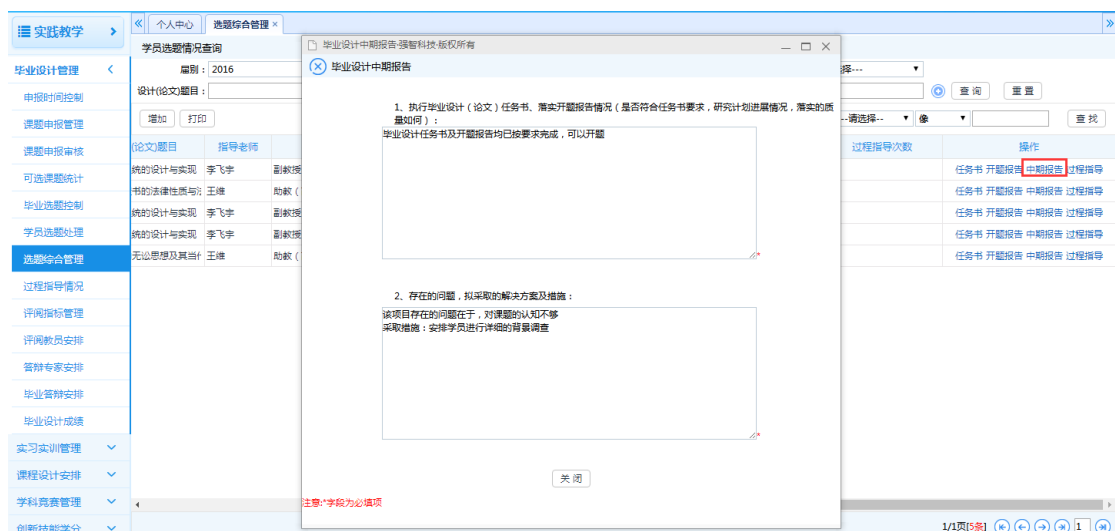 实践教学
个人中心 选题综合管理 ×
学员选题情况查询
毕业设计中期报告-强智科技-版权所有
毕业设计中期报告
毕业设计管理
届别： 2016
择---
申报时间控制
设计(论文)题目：
查 询 重 置
1、执行毕业设计（论文）任务书、落实开题报告情况（是否符合任务书要求，研究计划进展情况，落实的质
量如何）：
增加 打印
--请选择-- 像 查 找
课题申报管理
毕业设计任务书及开题报告均已按要求完成，可以开题
(论文)题目 指导老师 过程指导次数 操作
课题申报审核
统的设计与实现 李飞宇 副教授 任务书 开题报告 中期报告 过程指导
可选课题统计
书的法律性质与法 王维 助教（ 任务书 开题报告 中期报告 过程指导
毕业选题控制
统的设计与实现 李飞宇 副教授 任务书 开题报告 中期报告 过程指导
学员选题处理
统的设计与实现 李飞宇 副教授 任务书 开题报告 中期报告 过程指导
选题综合管理
无讼思想及其当代 王维 助教（ 任务书 开题报告 中期报告 过程指导
*
过程指导情况
2、存在的问题，拟采取的解决方案及措施：
评阅指标管理
该项目存在的问题在于，对课题的认知不够
采取措施：安排学员进行详细的背景调查
评阅教员安排
答辩专家安排
毕业答辩安排
毕业设计成绩
*
实习实训管理
课程设计安排
关 闭
学科竞赛管理
注意:*字段为必填项
创新技能学分
1/1页[5条] 1